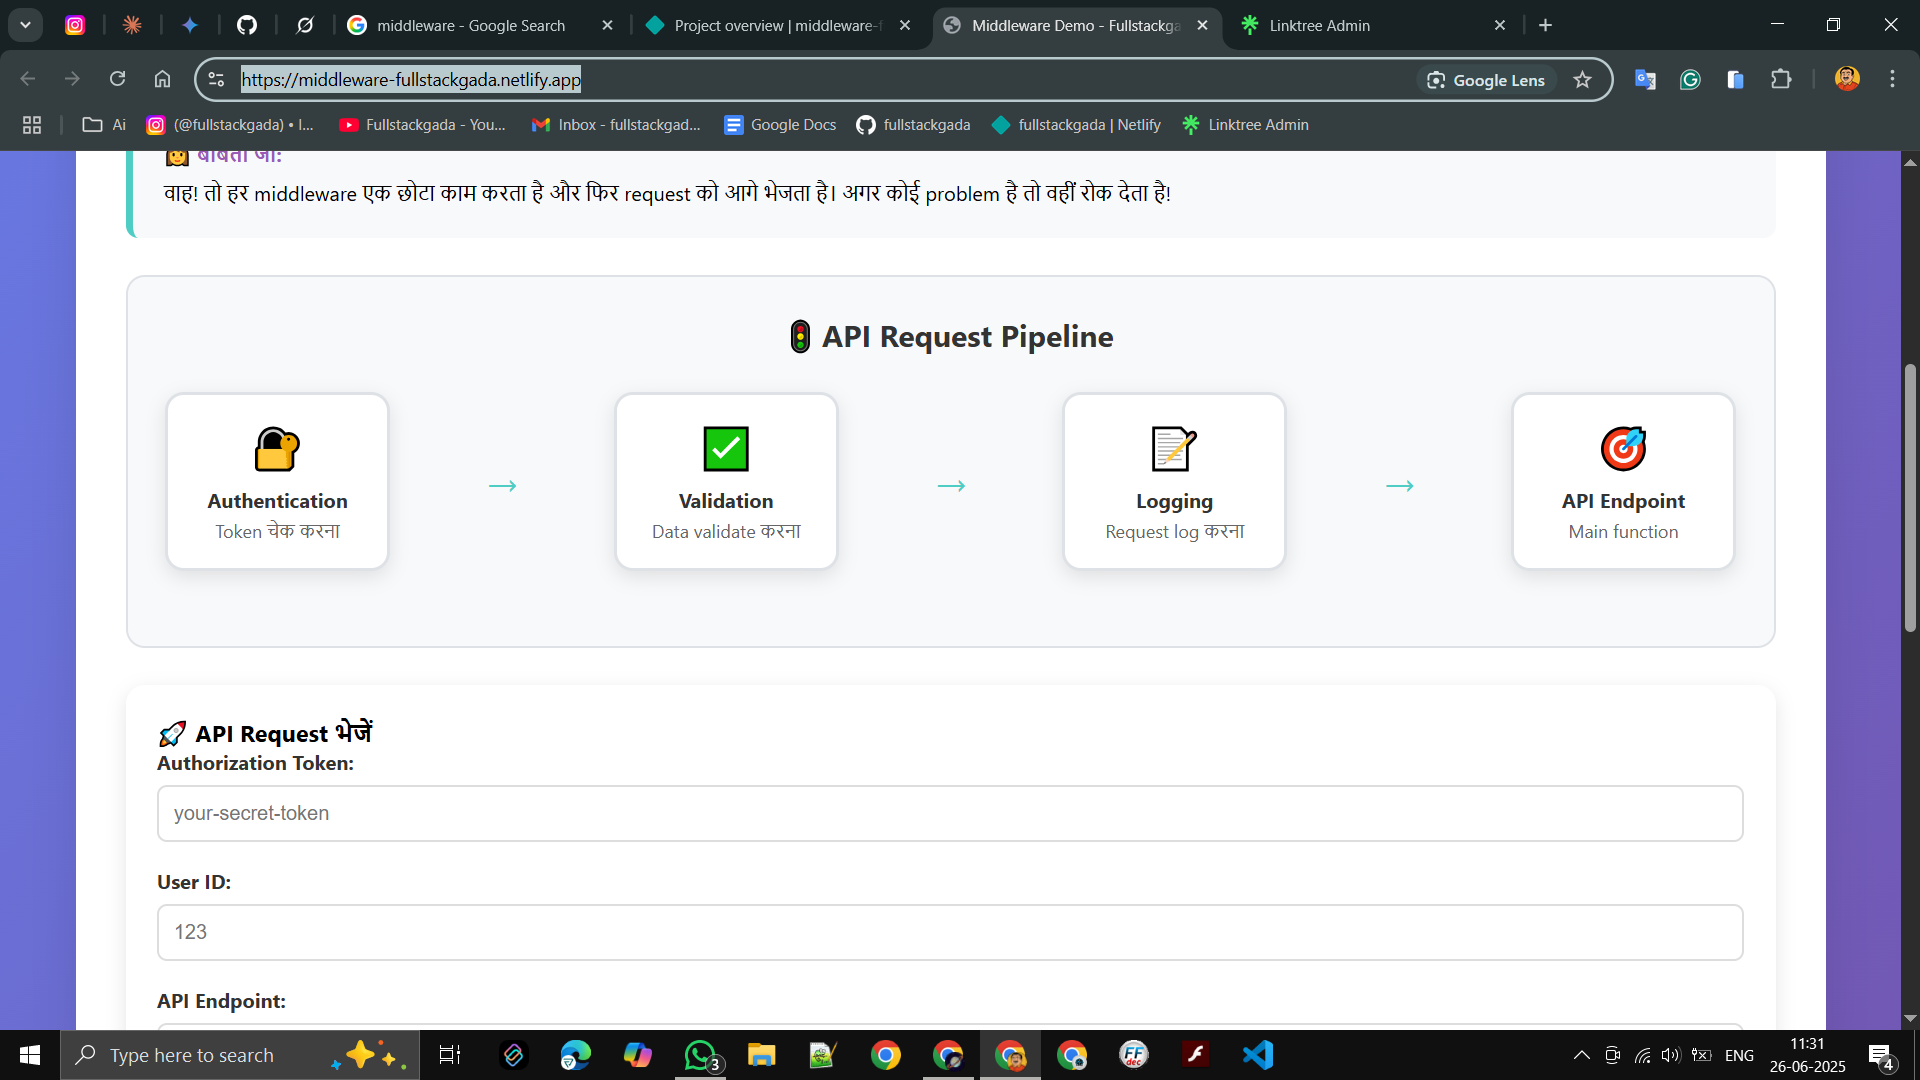 middleware - Google Search
Project overview | middleware-f
Middleware Demo - Fullstackga
Linktree Admin
https://middleware-fullstackgada.netlify.app
Google Lens
Ai
(@fullstackgada) • I...
Fullstackgada - You...
Inbox - fullstackgad...
Google Docs
fullstackgada
fullstackgada | Netlify
Linktree Admin
बबिता जी:
वाह! तो हर middleware एक छोटा काम करता है और फिर request को आगे भेजता है। अगर कोई problem है तो वहीं रोक देता है!
API Request Pipeline
Authentication
Token चेक करना
→
Validation
Data validate करना
→
Logging
Request log करना
→
API Endpoint
Main function
API Request भेजें
Authorization Token:
your-secret-token
User ID:
123
API Endpoint:
Type here to search
3
FF
dec
ENG
11:31
26-06-2025
4